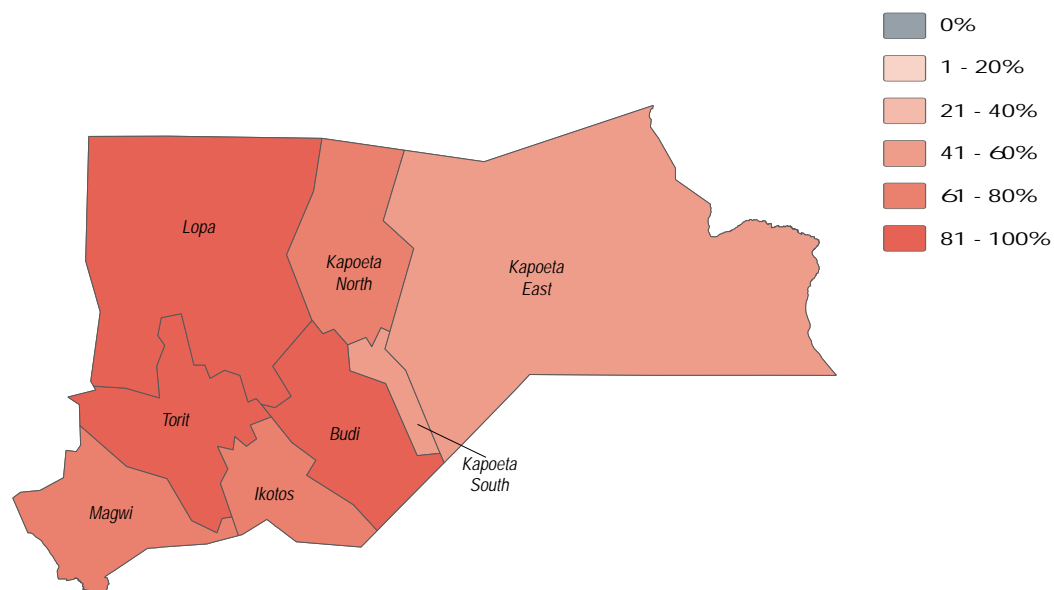 0%
1 - 20%
21 - 40%
41 - 60%
61 - 80%
81 - 100%
Lopa
Kapoeta
North
Kapoeta
East
Torit
Budi
Kapoeta
South
Ikotos
Magwi